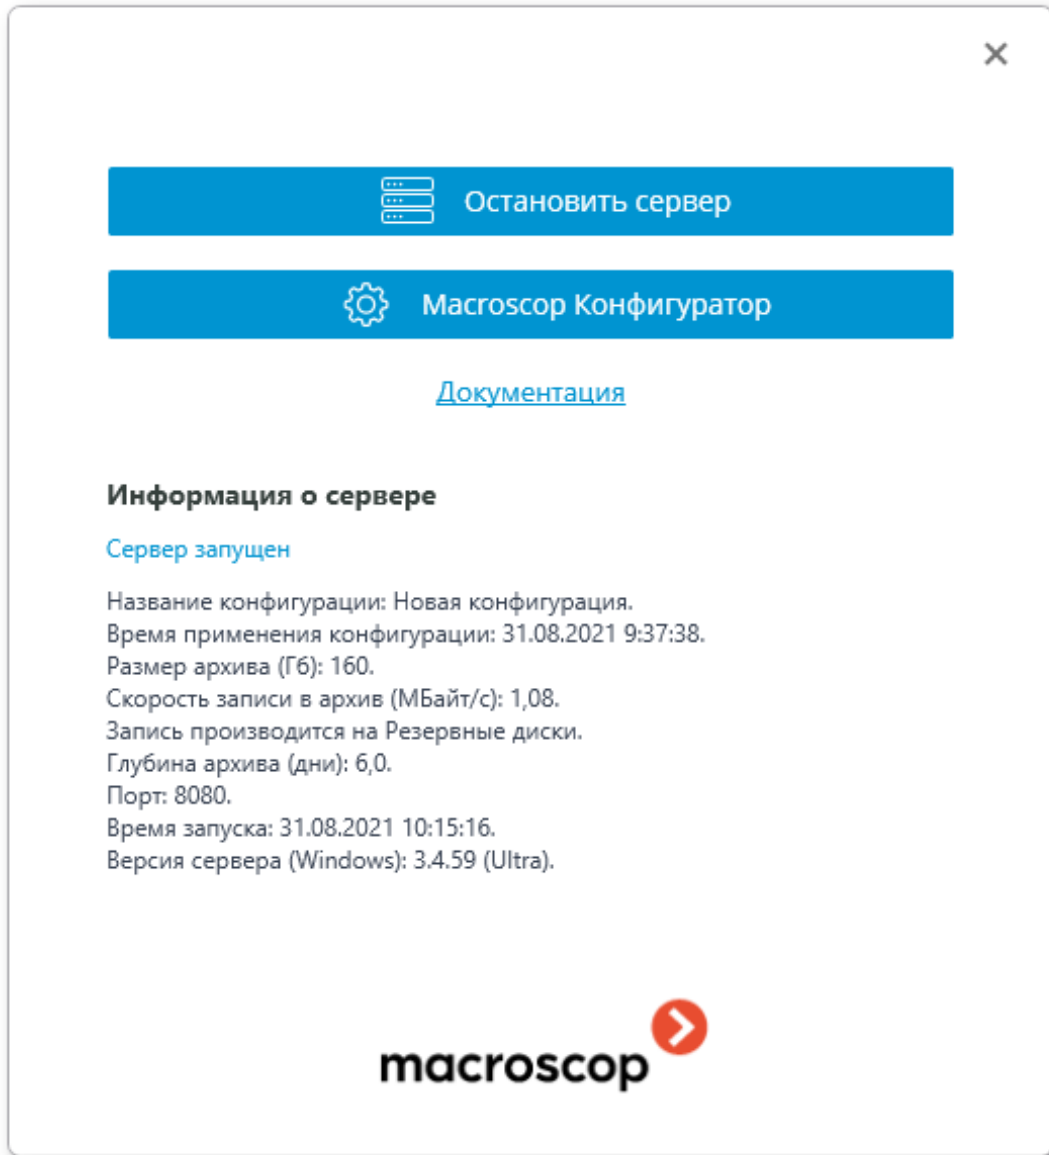 Остановить сервер
Macroscop Конфигуратор
Документация
Информация о сервере
Сервер запущен
Название конфигурации: Новая конфигурация.
Время применения конфигурации: 31.08.2021 9:37:38.
Размер архива (Гб): 160.
Скорость записи в архив (МБайт/с): 1,08.
Запись производится на Резервные диски.
Глубина архива (дни): 6,0.
Порт: 8080.
Время запуска: 31.08.2021 10:15:16.
Версия сервера (Windows): 3.4.59 (Ultra).
macroscop